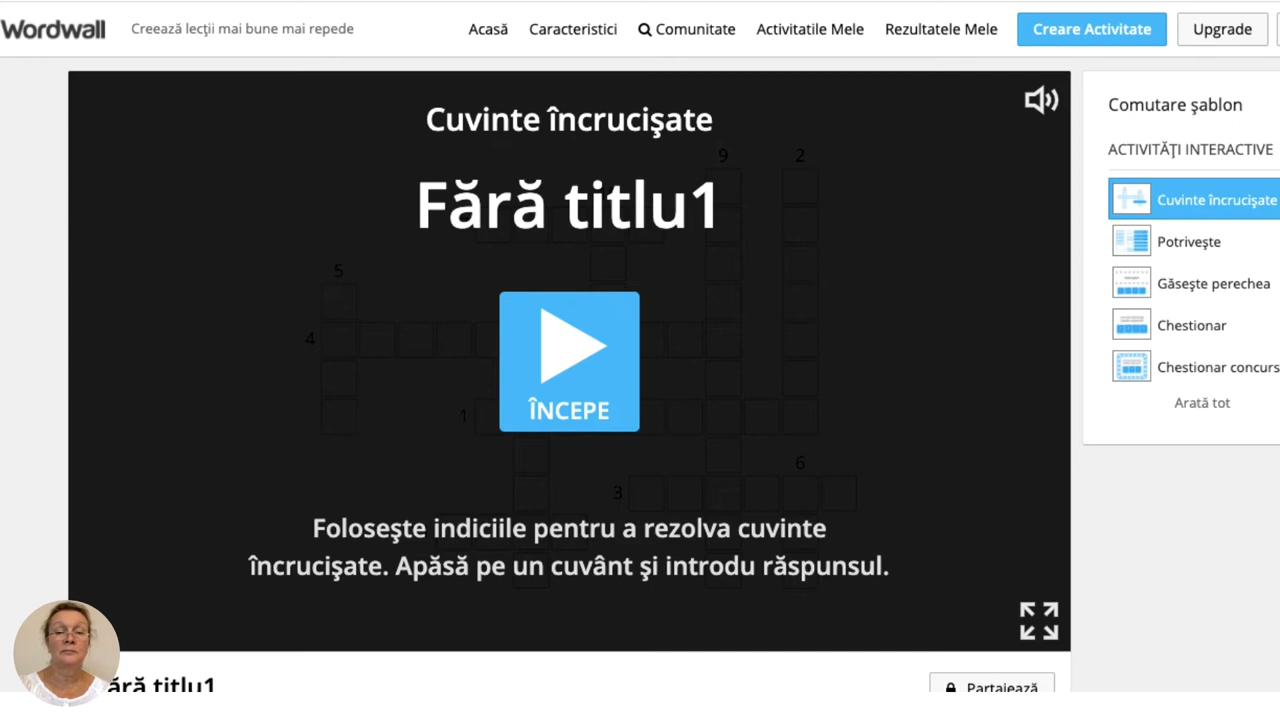 Wordwall
Creează lecţii mai bune mai repede
Acasă
Caracteristici
Comunitate
Activitatile Mele
Rezultatele Mele
Creare Activitate
Upgrade
Cuvinte încrucişate
Fără titlu1
9
2
5
4
1
6
3
ÎNCEPE
Foloseşte indiciile pentru a rezolva cuvinte
încrucişate. Apăsă pe un cuvânt şi introdu răspunsul.
Comutare şablon
ACTIVITĂŢI INTERACTIVE
Cuvinte încrucişate
Potriveşte
Găseşte perechea
Chestionar
Chestionar concurs
Arată tot
ără titlu1
Partajează